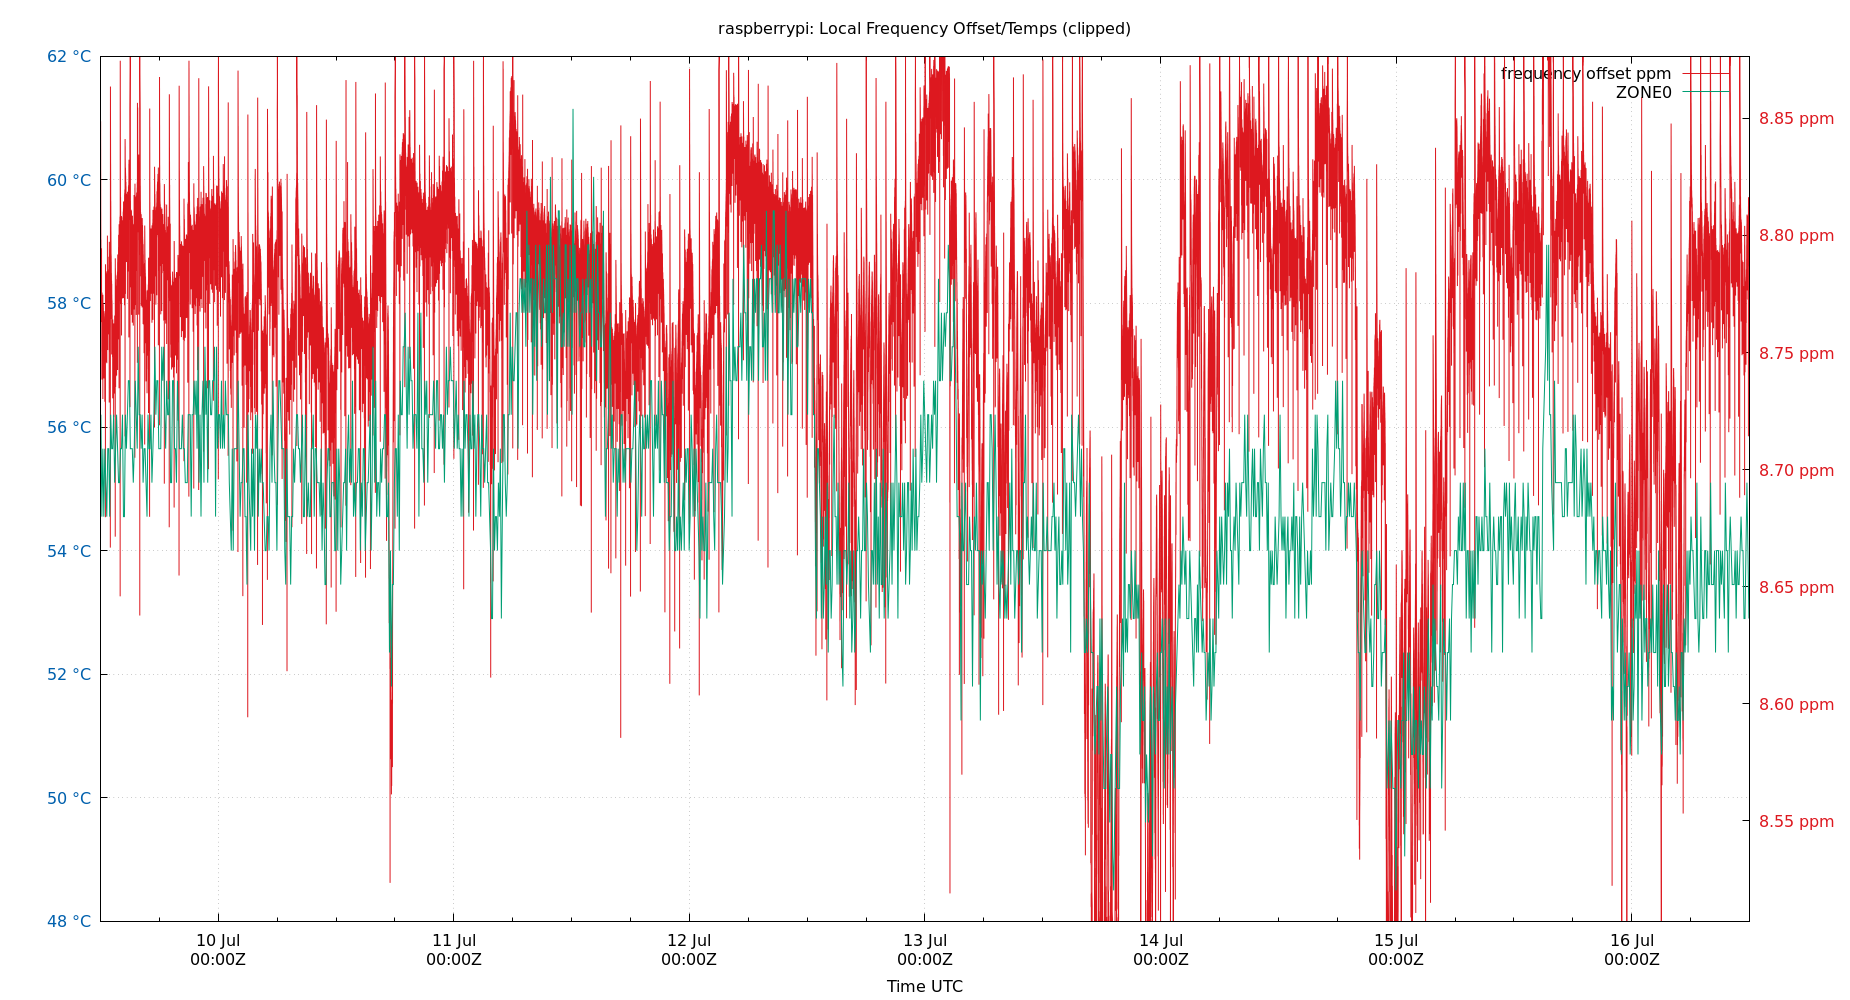 raspberrypi: Local Frequency Offset/Temps (clipped)
62 °C
60 °C
58 °C
56 °C
54 °C
52 °C
50 °C
48 °C
frequency offset ppm
ZONE0
8.85 ppm
8.80 ppm
8.75 ppm
8.70 ppm
8.65 ppm
8.60 ppm
8.55 ppm
10 Jul
00:00Z
11 Jul
00:00Z
12 Jul
00:00Z
13 Jul
00:00Z
14 Jul
00:00Z
15 Jul
00:00Z
16 Jul
00:00Z
Time UTC